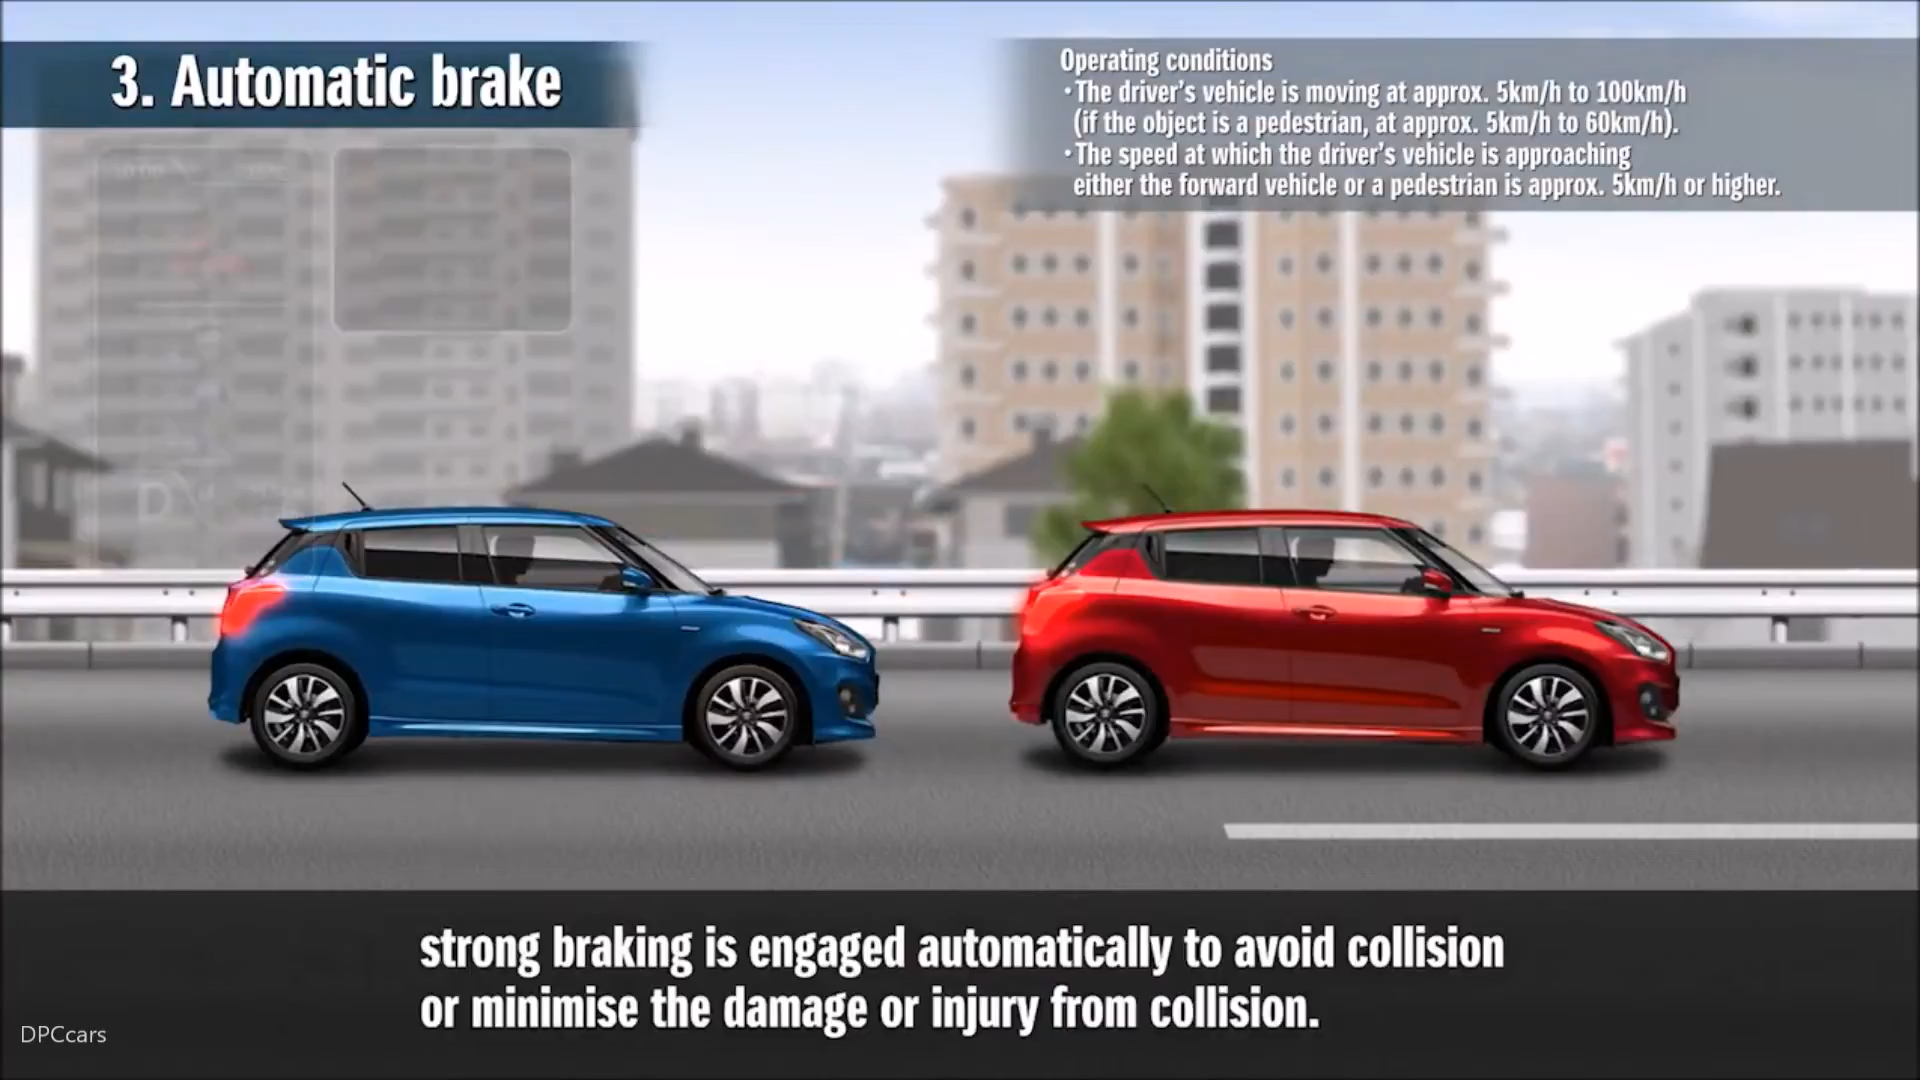 3. Automatic brake
Operating conditions
・The driver's vehicle is moving at approx. 5km/h to 100km/h
(if the object is a pedestrian, at approx. 5km/h to 60km/h).
・The speed at which the driver's vehicle is approaching
either the forward vehicle or a pedestrian is approx. 5km/h or higher.
strong braking is engaged automatically to avoid collision
or minimise the damage or injury from collision.
DPCcars